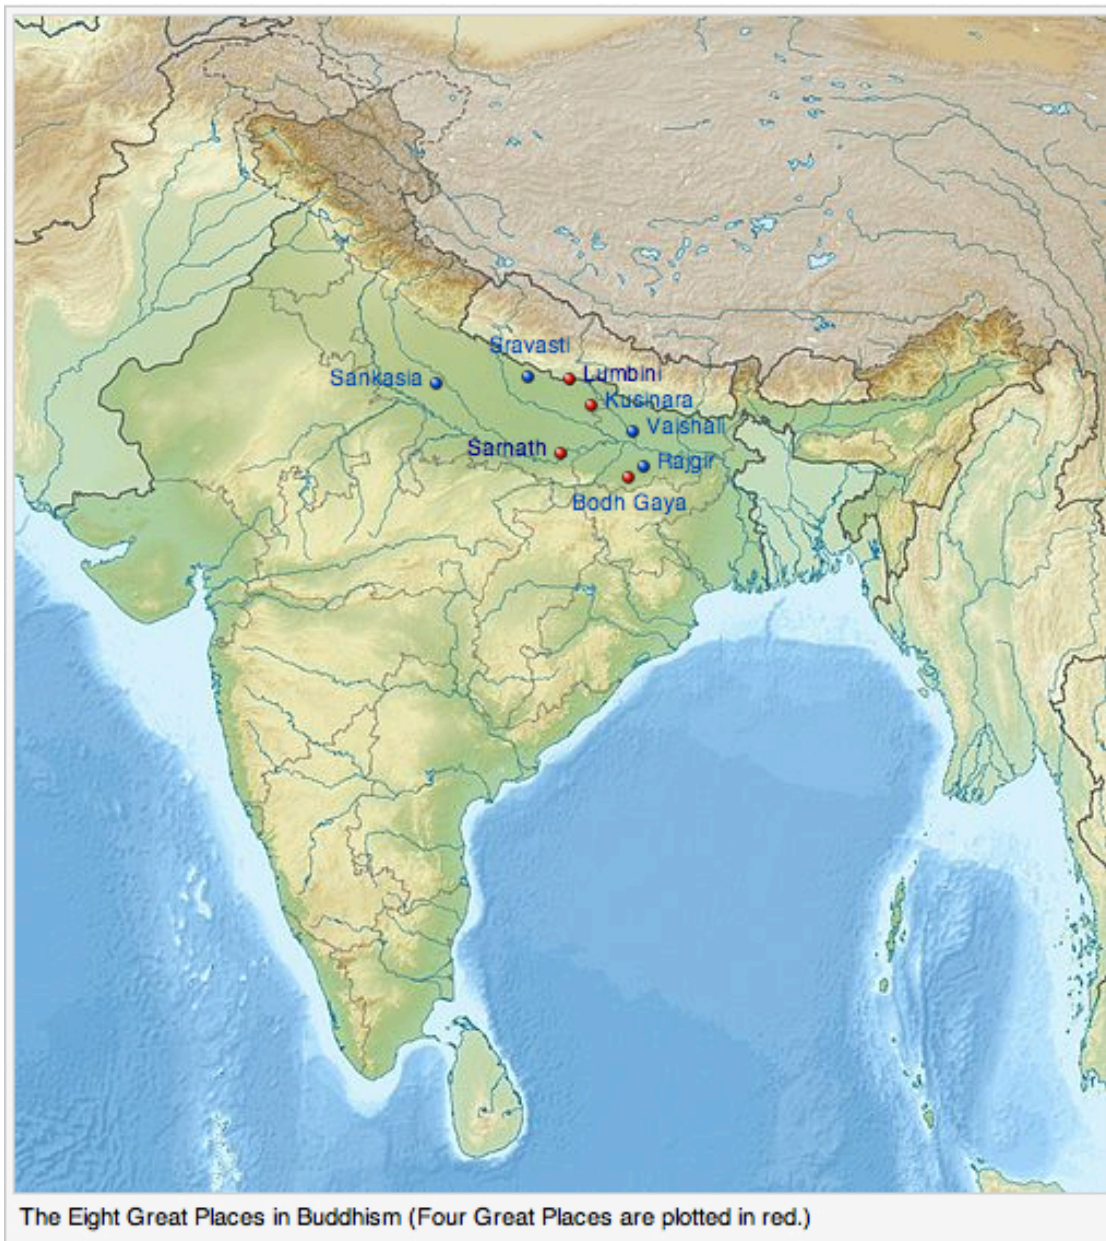 Sravasti
Sankasia
Lumbini
Kusinara
Vaishali
Sarnath
Rajgir
Bodh Gaya
The Eight Great Places in Buddhism (Four Great Places are plotted in red.)